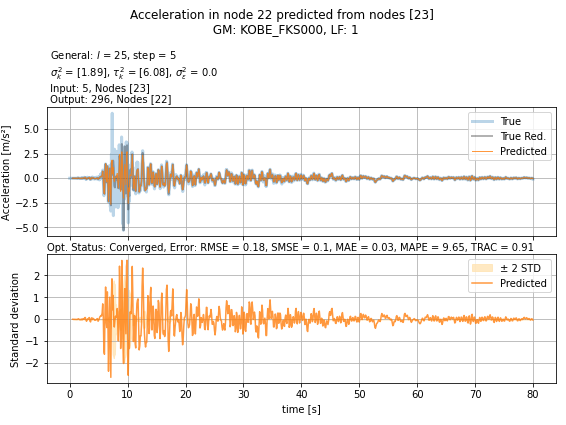 Acceleration in node 22 predicted from nodes [23]
GM: KOBE_FKS000, LF: 1
General: l = 25, step = 5
σ²ₖ = [1.89], τ²ₖ = [6.08], σ²ε = 0.0
Input: 5, Nodes [23]
Output: 296, Nodes [22]
Acceleration [m/s²]
5.0
2.5
0.0
−2.5
−5.0
True
True Red.
Predicted
Opt. Status: Converged, Error: RMSE = 0.18, SMSE = 0.1, MAE = 0.03, MAPE = 9.65, TRAC = 0.91
Standard deviation
2
1
0
−1
−2
± 2 STD
Predicted
0 10 20 30 40 50 60 70 80
time [s]